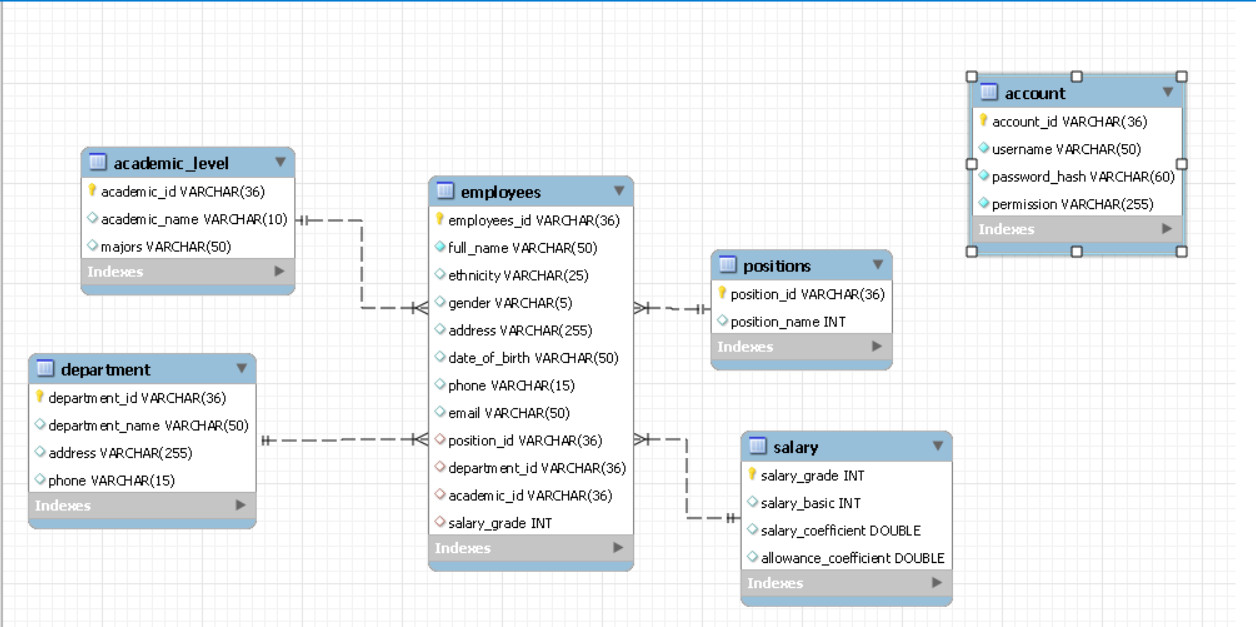 academic_level
academic_id VARCHAR(36)
academic_name VARCHAR(10)
majors VARCHAR(50)
Indexes
department
department_id VARCHAR(36)
department_name VARCHAR(50)
address VARCHAR(255)
phone VARCHAR(15)
Indexes
employees
employees_id VARCHAR(36)
full_name VARCHAR(50)
ethnicity VARCHAR(25)
gender VARCHAR(5)
address VARCHAR(255)
date_of_birth VARCHAR(50)
phone VARCHAR(15)
email VARCHAR(50)
position_id VARCHAR(36)
department_id VARCHAR(36)
academic_id VARCHAR(36)
salary_grade INT
Indexes
positions
position_id VARCHAR(36)
position_name INT
Indexes
salary
salary_grade INT
salary_basic INT
salary_coefficient DOUBLE
allowance_coefficient DOUBLE
Indexes
account
account_id VARCHAR(36)
username VARCHAR(50)
password_hash VARCHAR(60)
permission VARCHAR(255)
Indexes